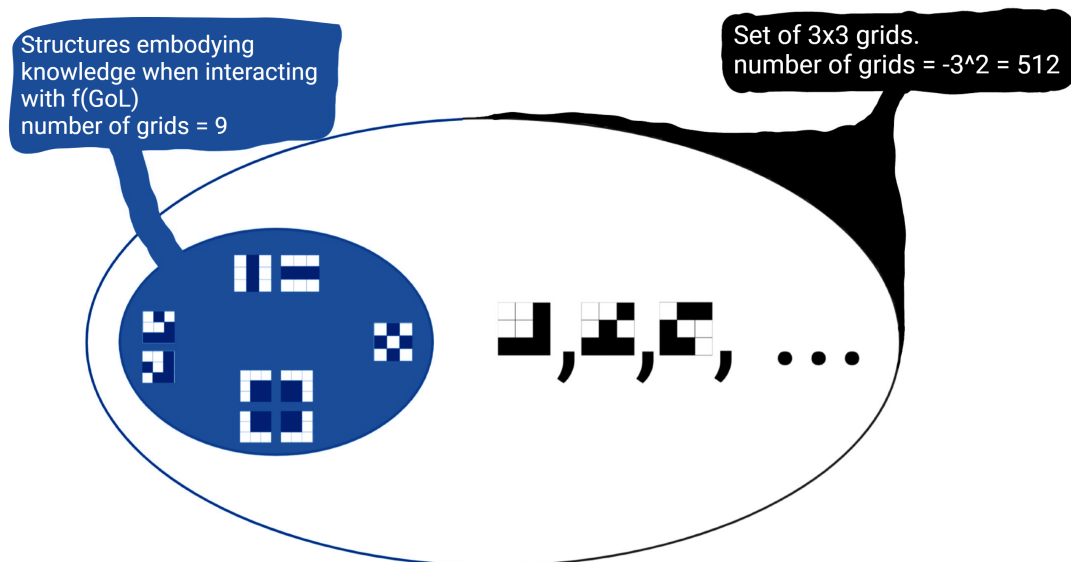 Structures embodying
knowledge when interacting
with f(GoL)
number of grids = 9
Set of 3x3 grids.
number of grids = -3^2 = 512
, , , ...